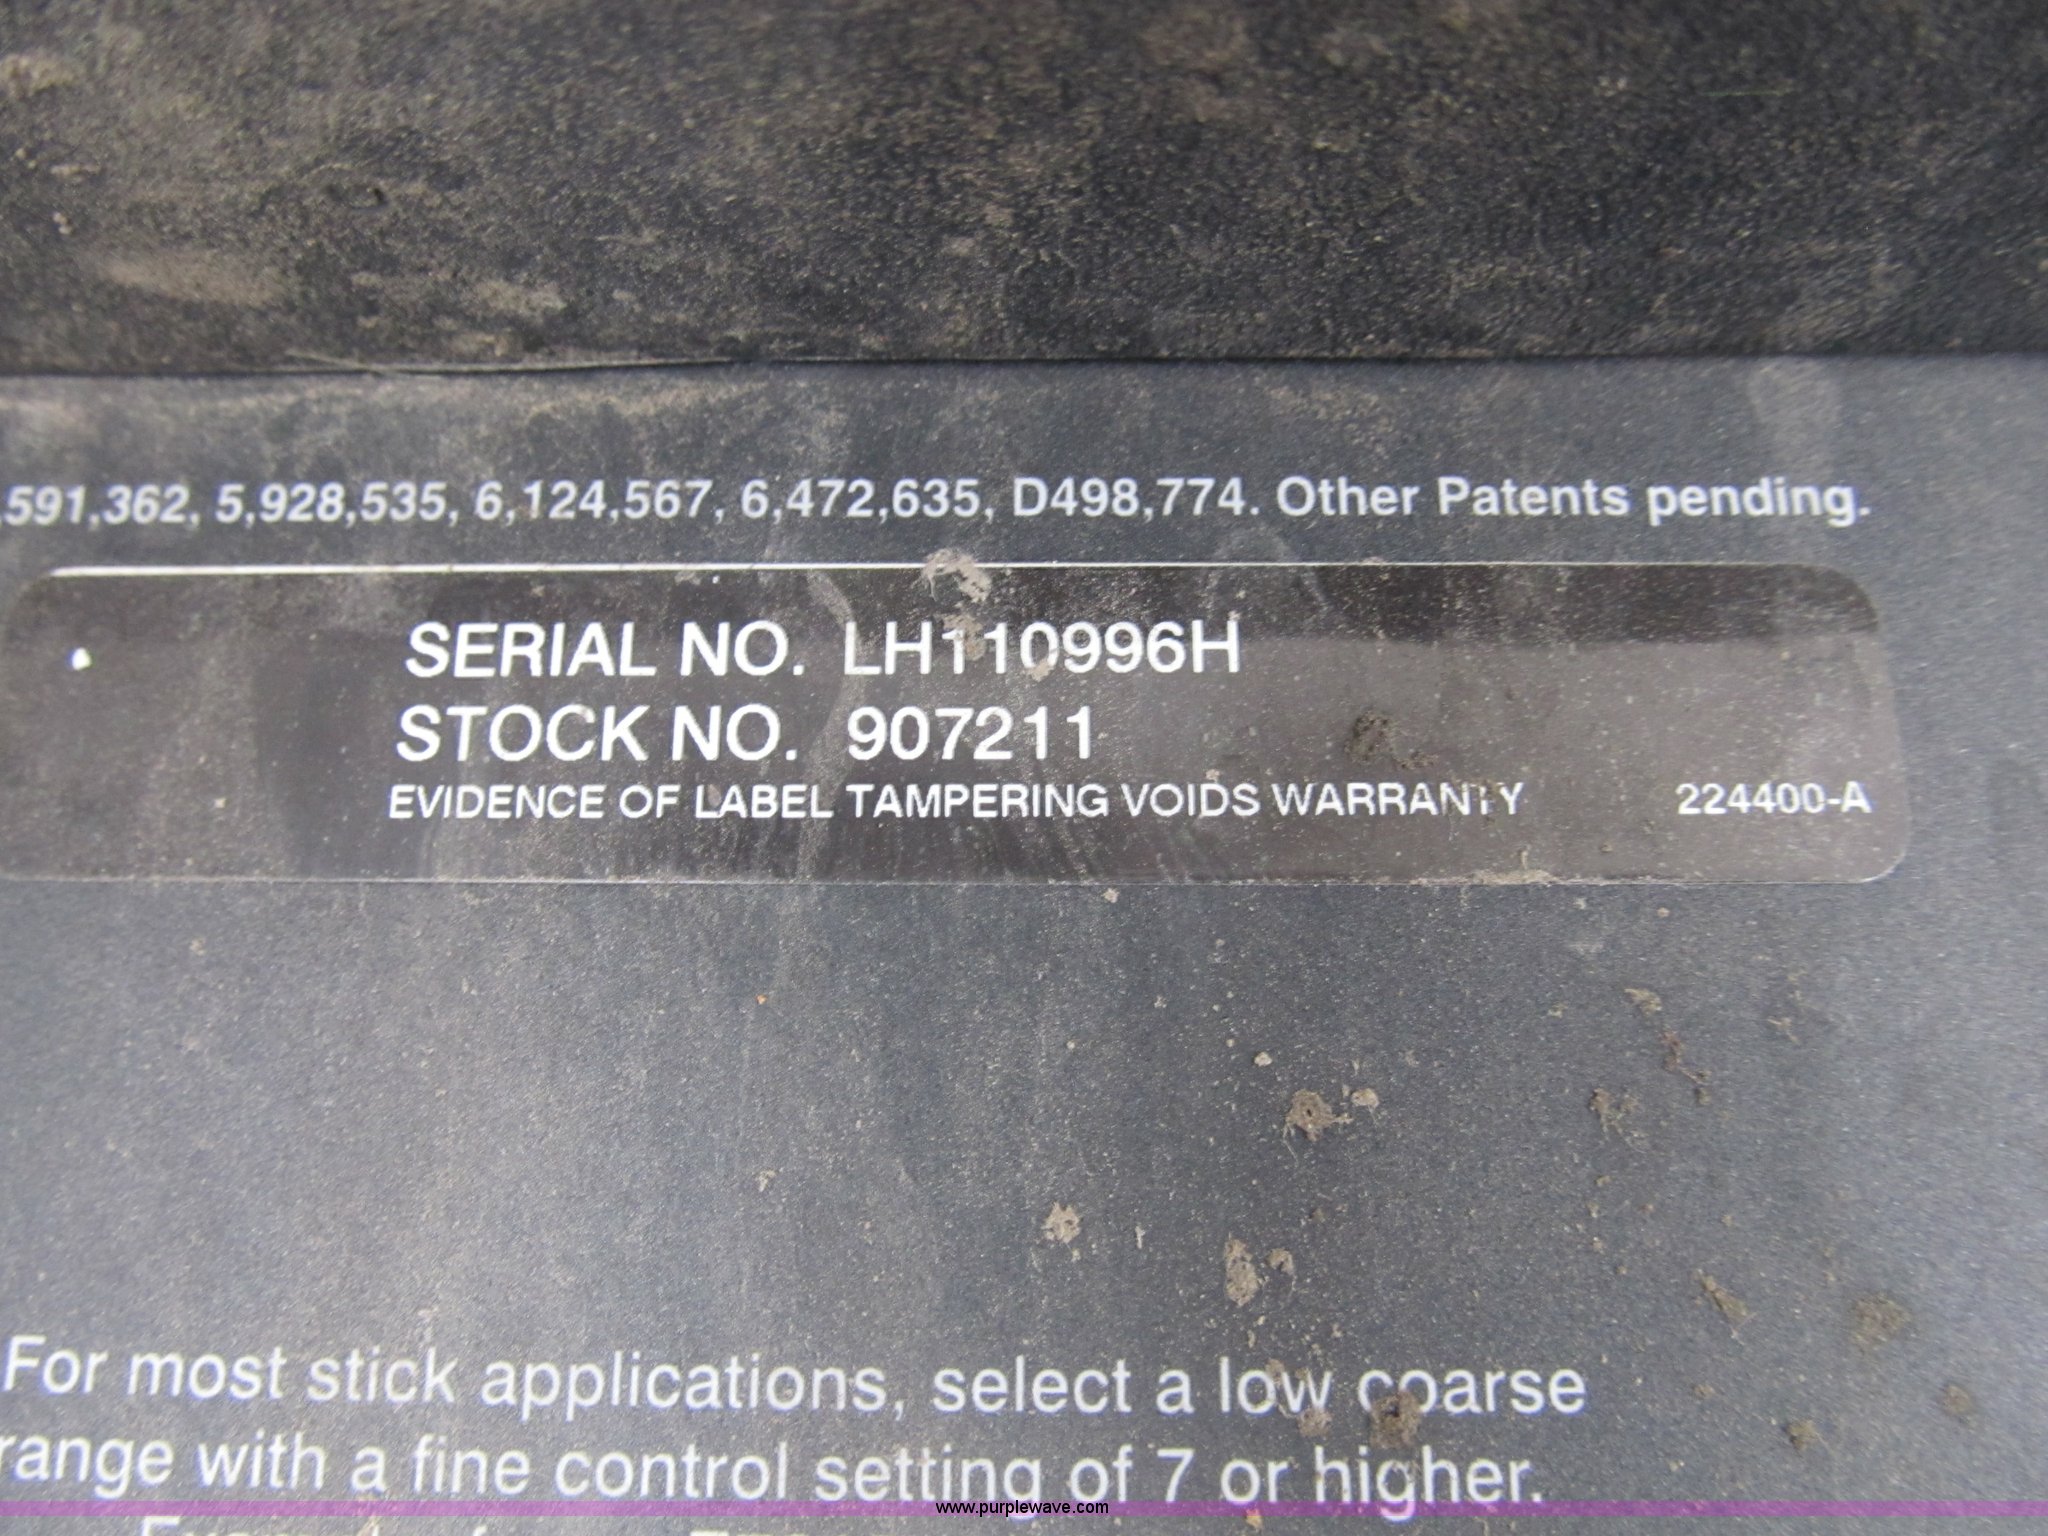 ,591,362, 5,928,535, 6,124,567, 6,472,635, D498,774. Other Patents pending.
SERIAL NO. LH110996H
STOCK NO. 907211
EVIDENCE OF LABEL TAMPERING VOIDS WARRANTY 224400-A
For most stick applications, select a low coarse
range with a fine control setting of 7 or higher.
www.purplewave.com